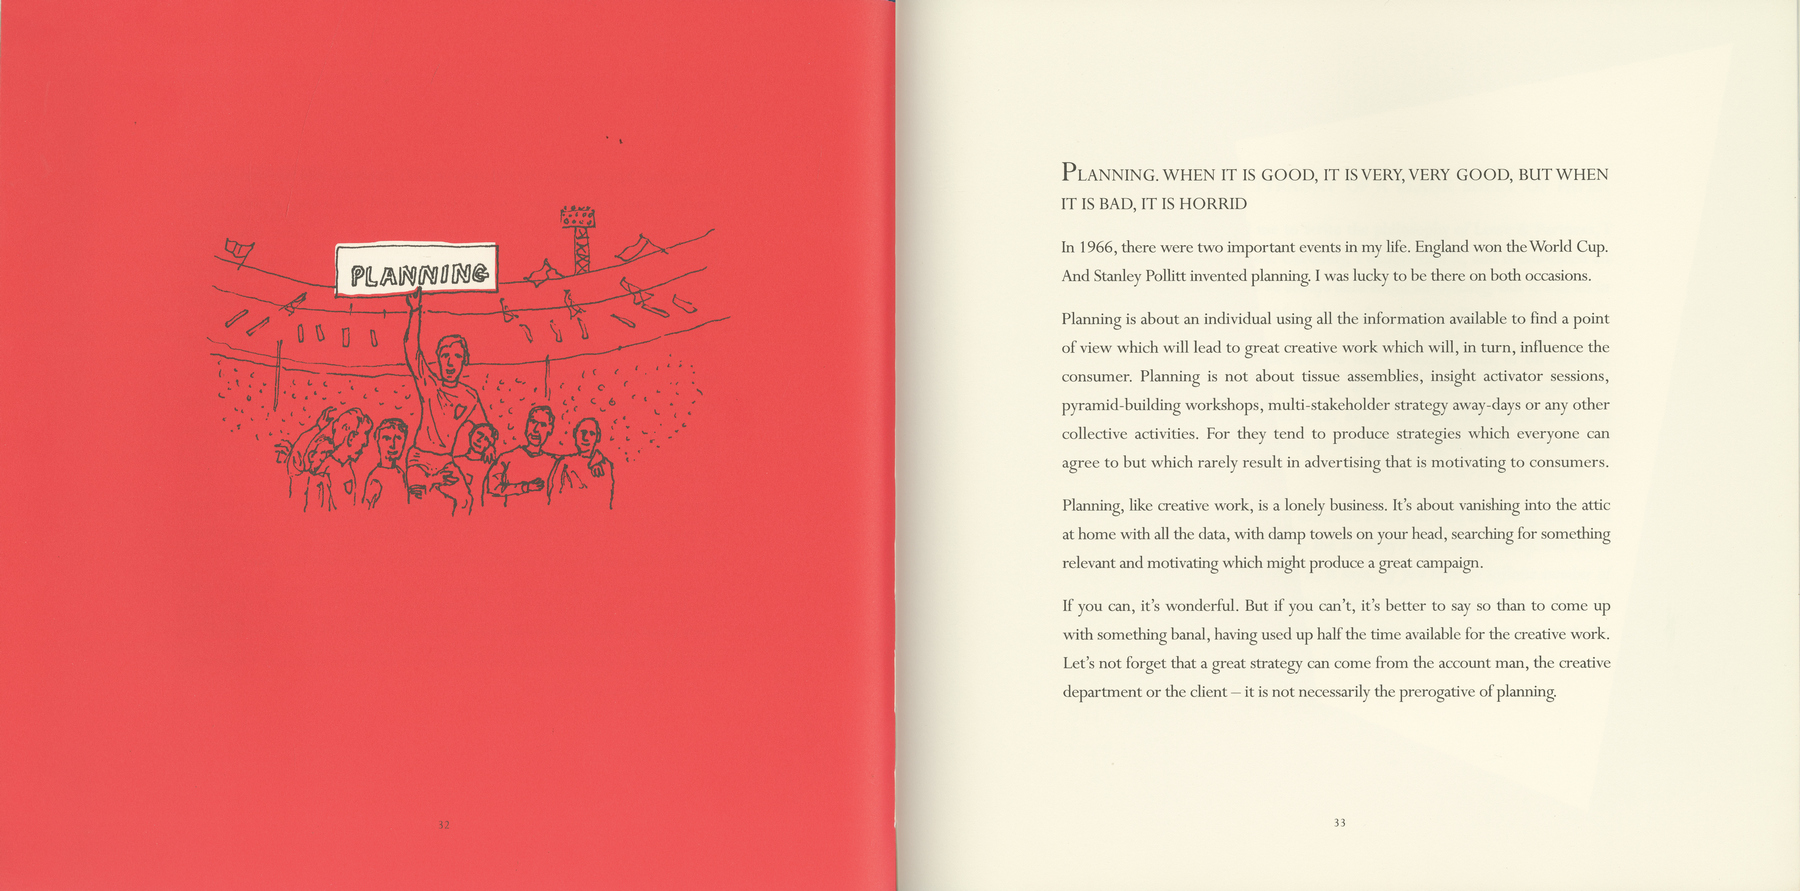 PLANNING
32
PLANNING. WHEN IT IS GOOD, IT IS VERY, VERY GOOD, BUT WHEN
IT IS BAD, IT IS HORRID
In 1966, there were two important events in my life. England won the World Cup.
And Stanley Pollitt invented planning. I was lucky to be there on both occasions.
Planning is about an individual using all the information available to find a point
of view which will lead to great creative work which will, in turn, influence the
consumer. Planning is not about tissue assemblies, insight activator sessions,
pyramid-building workshops, multi-stakeholder strategy away-days or any other
collective activities. For they tend to produce strategies which everyone can
agree to but which rarely result in advertising that is motivating to consumers.
Planning, like creative work, is a lonely business. It’s about vanishing into the attic
at home with all the data, with damp towels on your head, searching for something
relevant and motivating which might produce a great campaign.
If you can, it’s wonderful. But if you can’t, it’s better to say so than to come up
with something banal, having used up half the time available for the creative work.
Let’s not forget that a great strategy can come from the account man, the creative
department or the client – it is not necessarily the prerogative of planning.
33